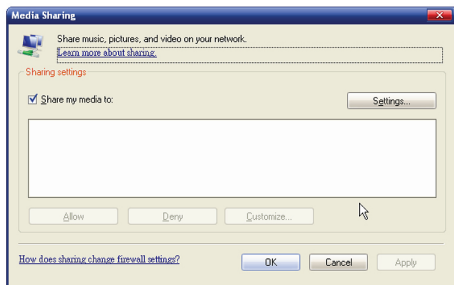 Media Sharing
Share music, pictures, and video on your network.
Learn more about sharing.
Sharing settings
Share my media to:
Settings...
Allow
Deny
Customize...
How does sharing change firewall settings?
OK
Cancel
Apply